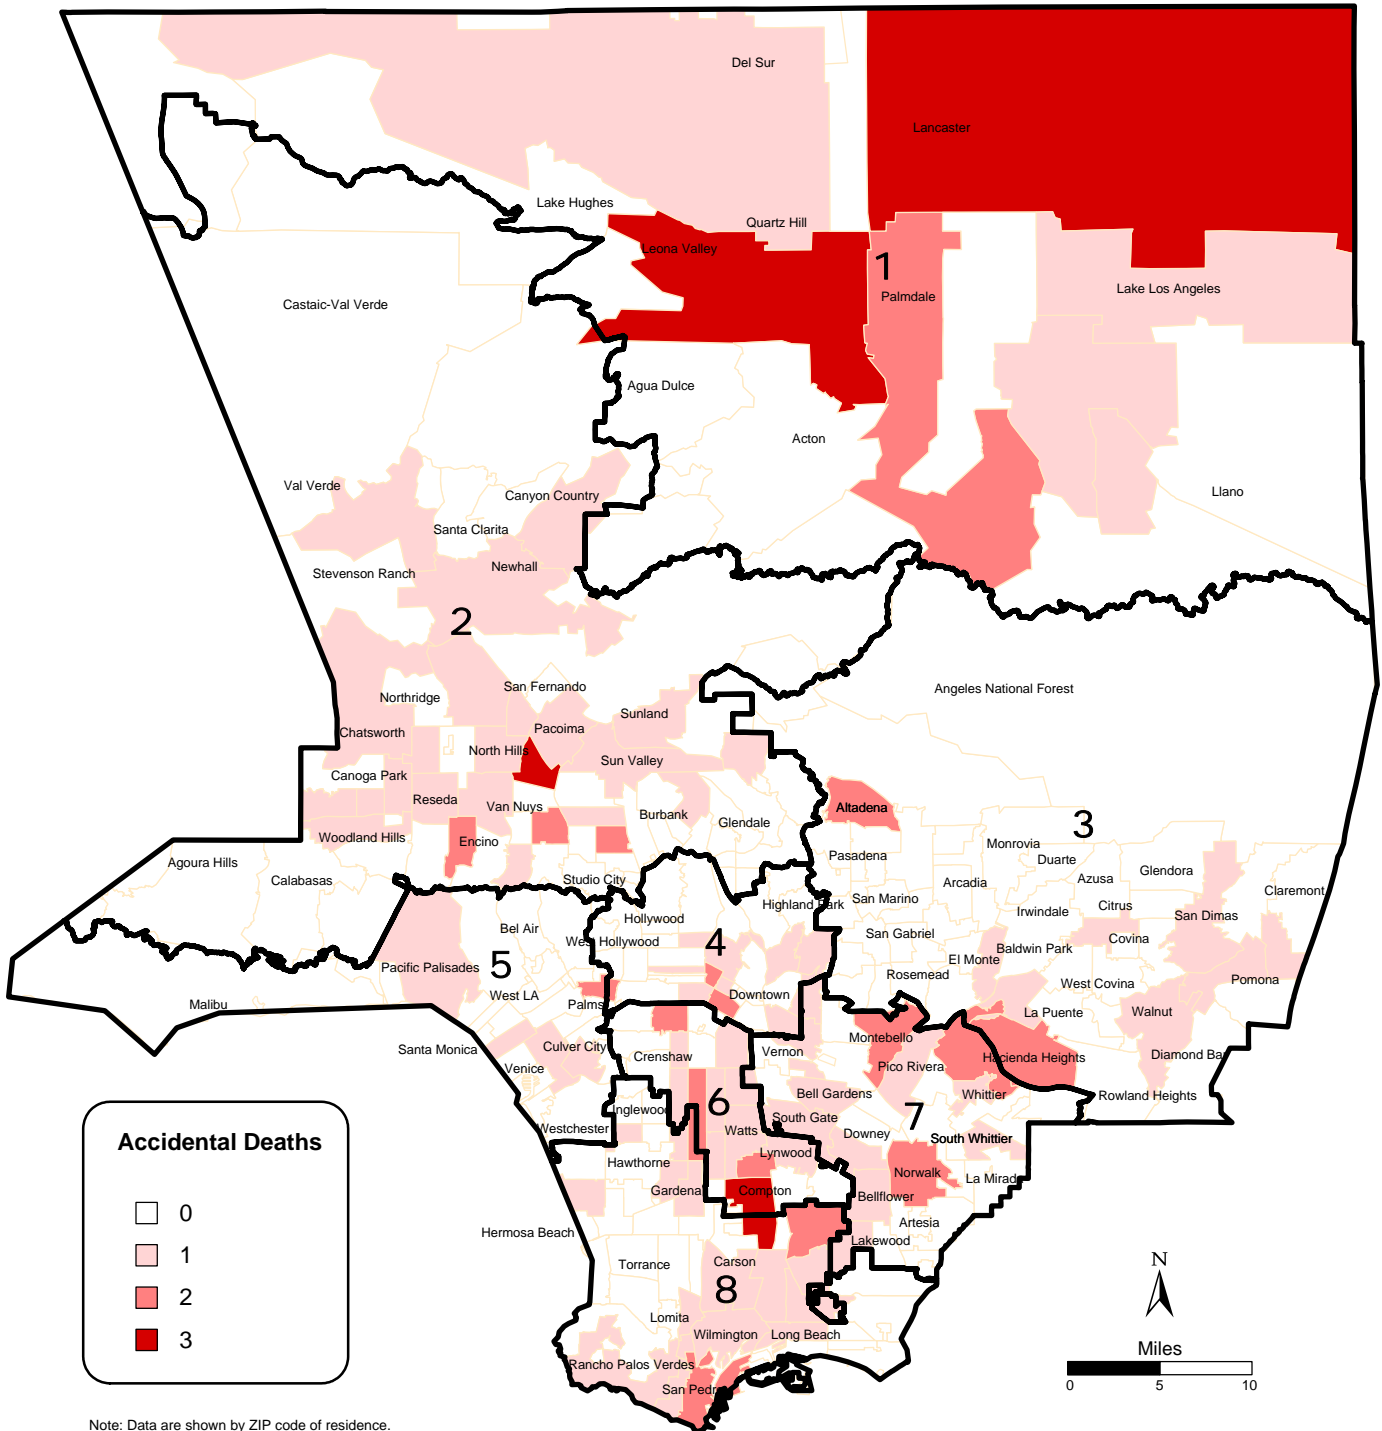 Del Sur
Lancaster
Lake Hughes
Quartz Hill
Leona Valley
1
Lake Los Angeles
Palmdale
Castaic-Val Verde
Agua Dulce
Acton
Val Verde
Canyon Country
Llano
Santa Clarita
Newhall
Stevenson Ranch
2
San Fernando
Angeles National Forest
Northridge
Sunland
Pacoima
Chatsworth
North Hills
Sun Valley
Canoga Park
Reseda
Van Nuys
Altadena
Burbank
Glendale
3
Woodland Hills
Encino
Monrovia
Pasadena
Duarte
Agoura Hills
Glendora
Calabasas
Studio City
Azusa
Arcadia
Claremont
San Marino
Highland Park
Citrus
Irwindale
Hollywood
San Dimas
Bel Air
San Gabriel
West Hollywood
4
Covina
Baldwin Park
El Monte
Pacific Palisades
5
Rosemead
Pomona
West Covina
West LA
Downtown
Malibu
Palms
La Puente
Walnut
Montebello
Santa Monica
Culver City
Vernon
Crenshaw
Hacienda Heights
Diamond Bar
Venice
Pico Rivera
Bell Gardens
Whittier
Rowland Heights
6
Inglewood
7
South Gate
Westchester
Watts
Downey
South Whittier
Lynwood
Hawthorne
Norwalk
La Mirada
Gardena
Compton
Bellflower
Artesia
Hermosa Beach
Lakewood
Torrance
Carson
8
Lomita
Wilmington
Long Beach
Rancho Palos Verdes
San Pedro
Accidental Deaths
0
1
2
3
N
Miles
0 5 10
Note: Data are shown by ZIP code of residence.